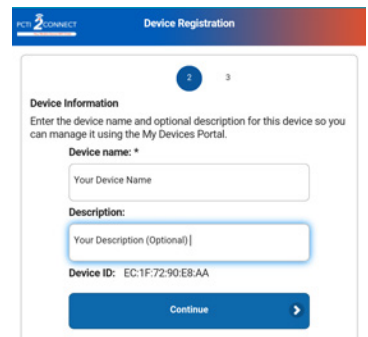 PCTI 2CONNECT
Device Registration
2 3
Device Information
Enter the device name and optional description for this device so you
can manage it using the My Devices Portal.
Device name: *
Your Device Name
Description:
Your Description (Optional)
Device ID: EC:1F:72:90:E8:AA
Continue